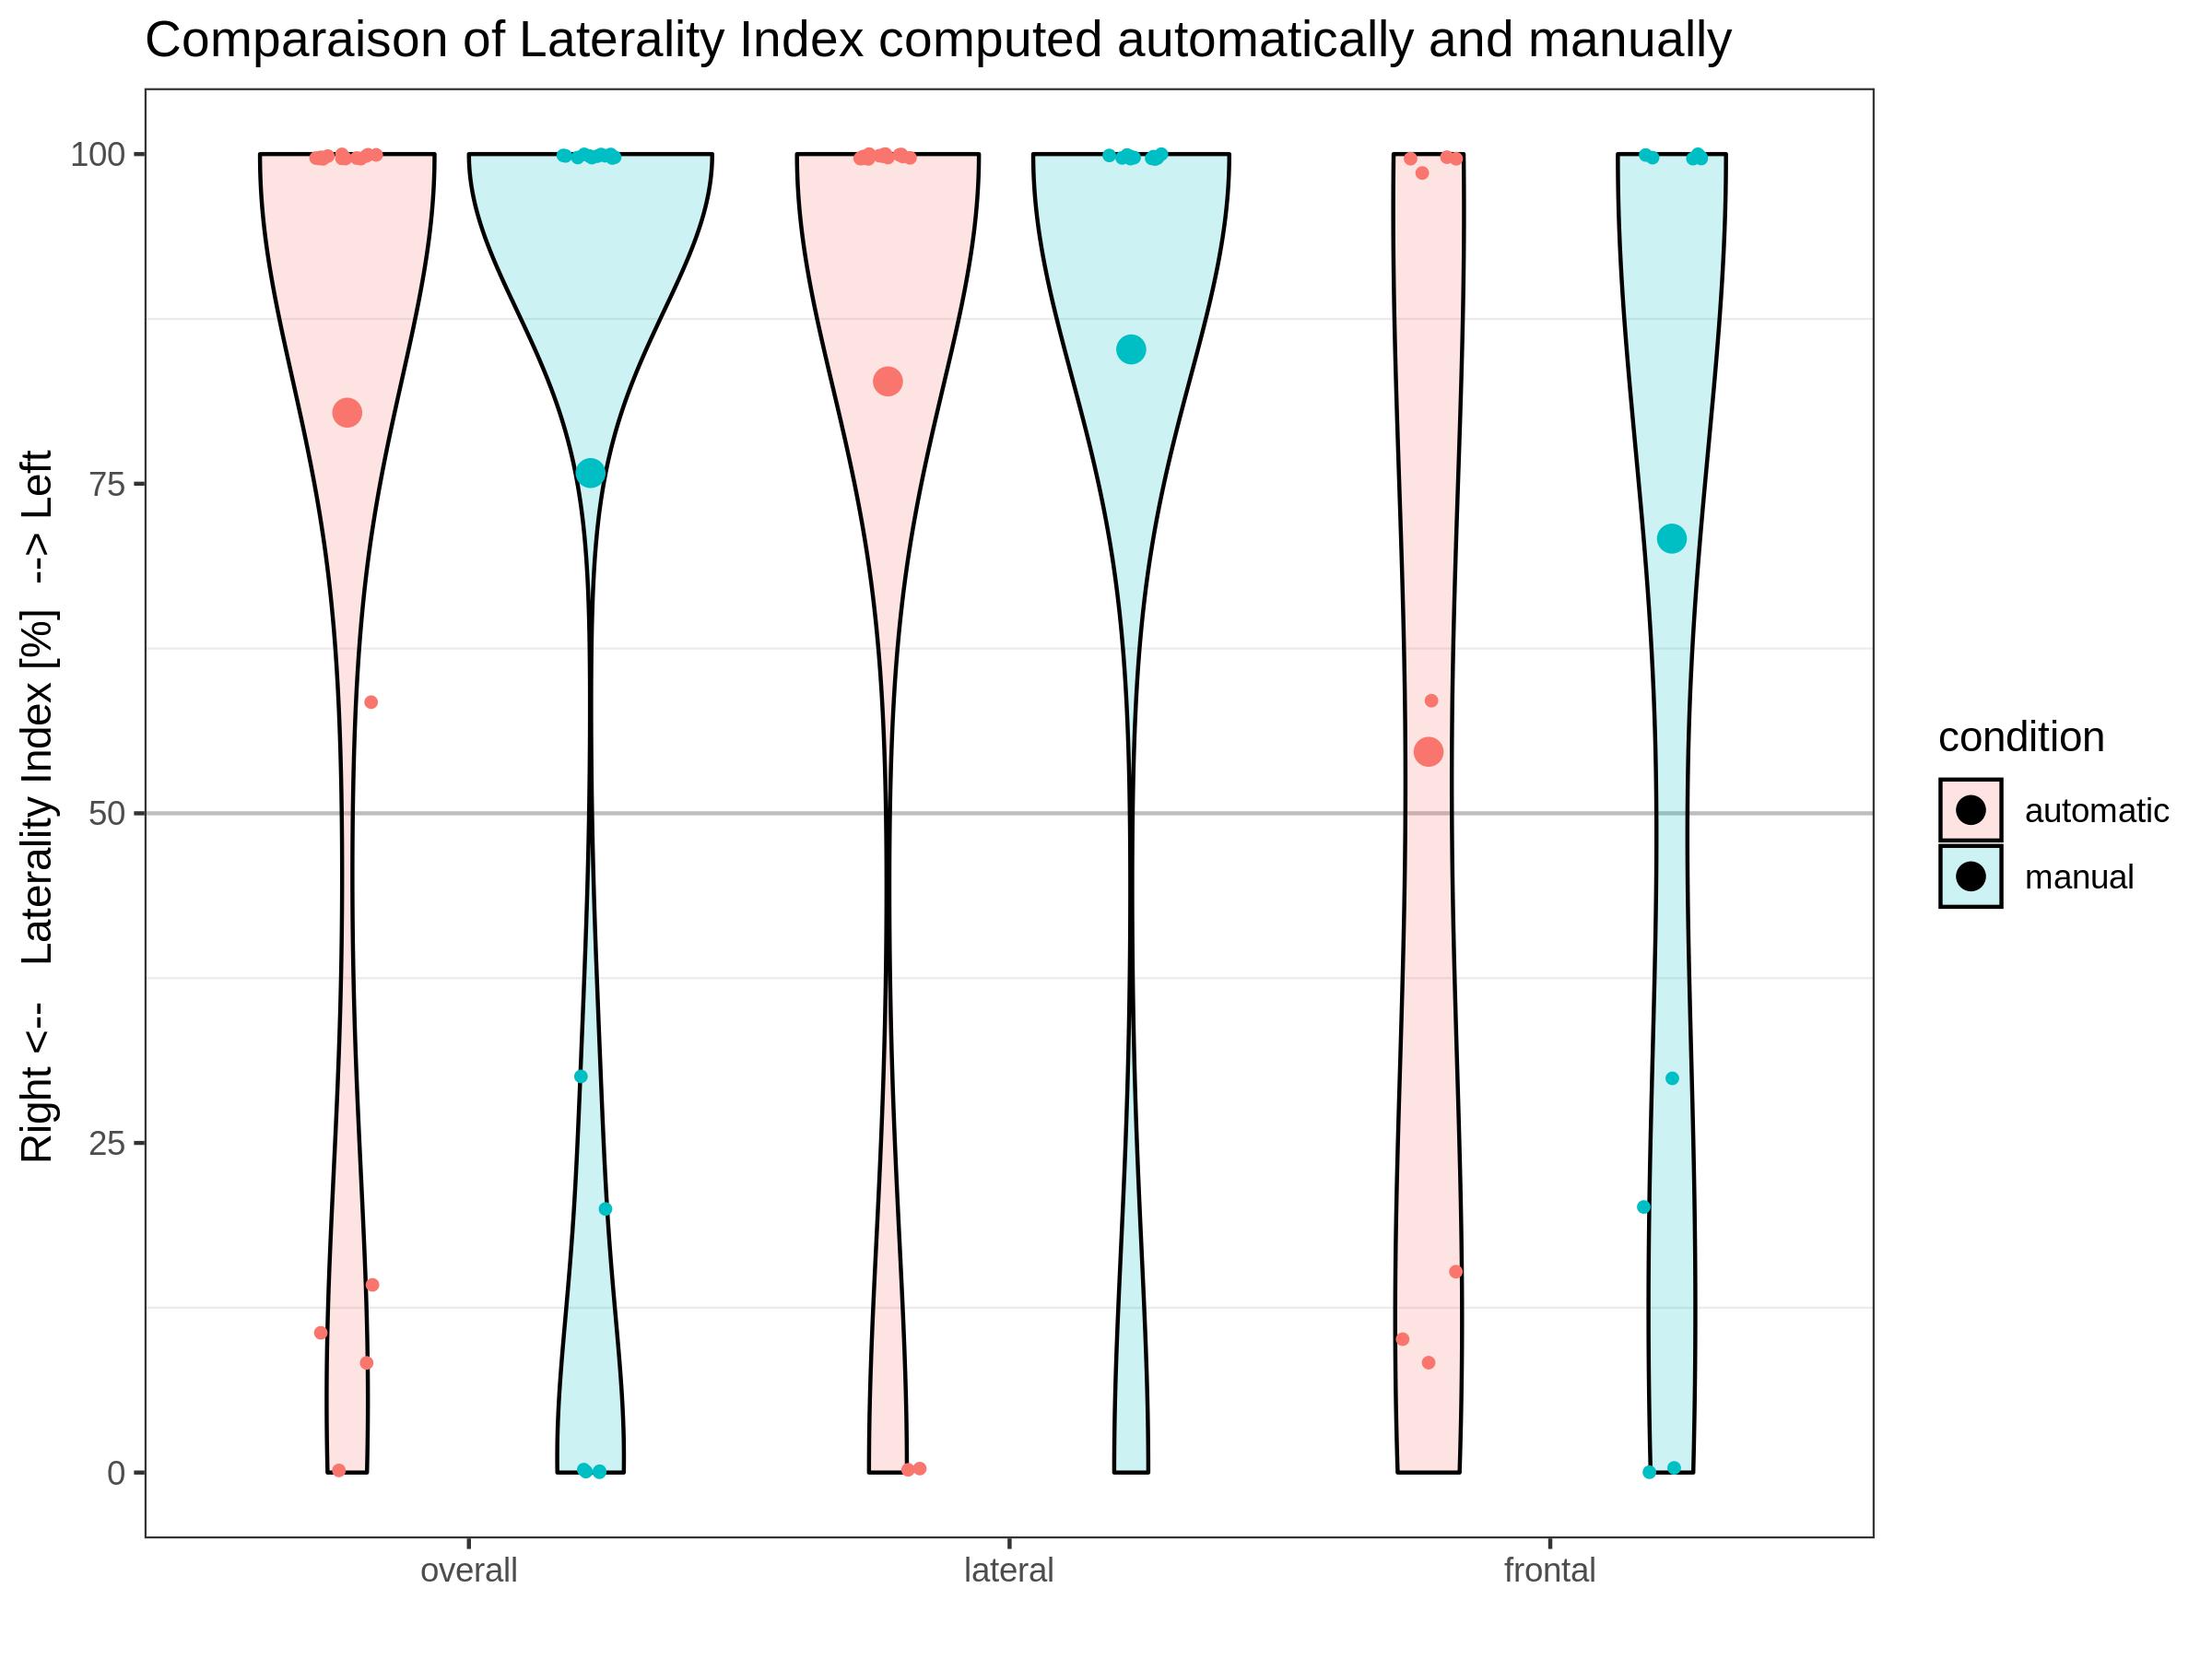 Comparaison of Laterality Index computed automatically and manually
Right <-- Laterality Index [%] --> Left
100
75
50
25
0
overall
lateral
frontal
condition
automatic
manual